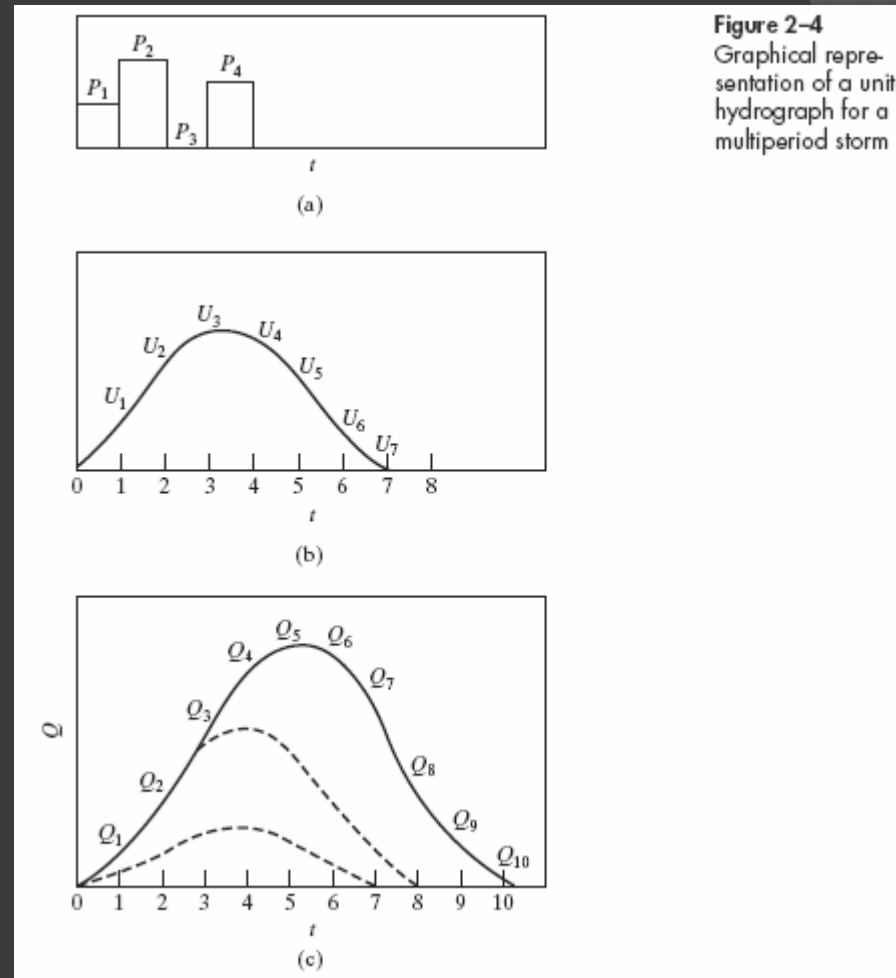 Figure 2–4
Graphical repre-
sentation of a unit
hydrograph for a
multiperiod storm
P1 P2 P3 P4
t
(a)
U1 U2 U3 U4 U5 U6 U7
0 1 2 3 4 5 6 7 8
t
(b)
Q
Q1 Q2 Q3 Q4 Q5 Q6 Q7 Q8 Q9 Q10
0 1 2 3 4 5 6 7 8 9 10
t
(c)